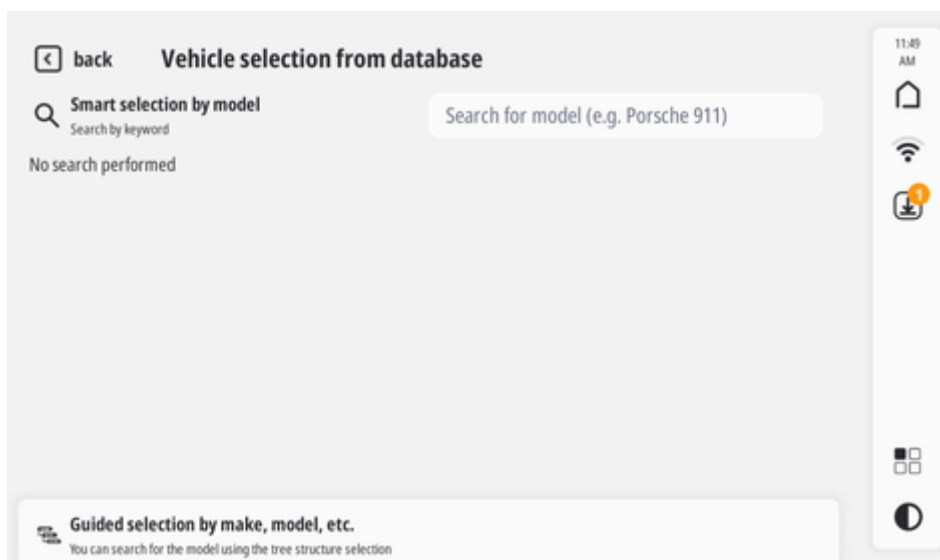 back
Vehicle selection from database
11:49
AM
Smart selection by model
Search by keyword
Search for model (e.g. Porsche 911)
No search performed
1
Guided selection by make, model, etc.
You can search for the model using the tree structure selection